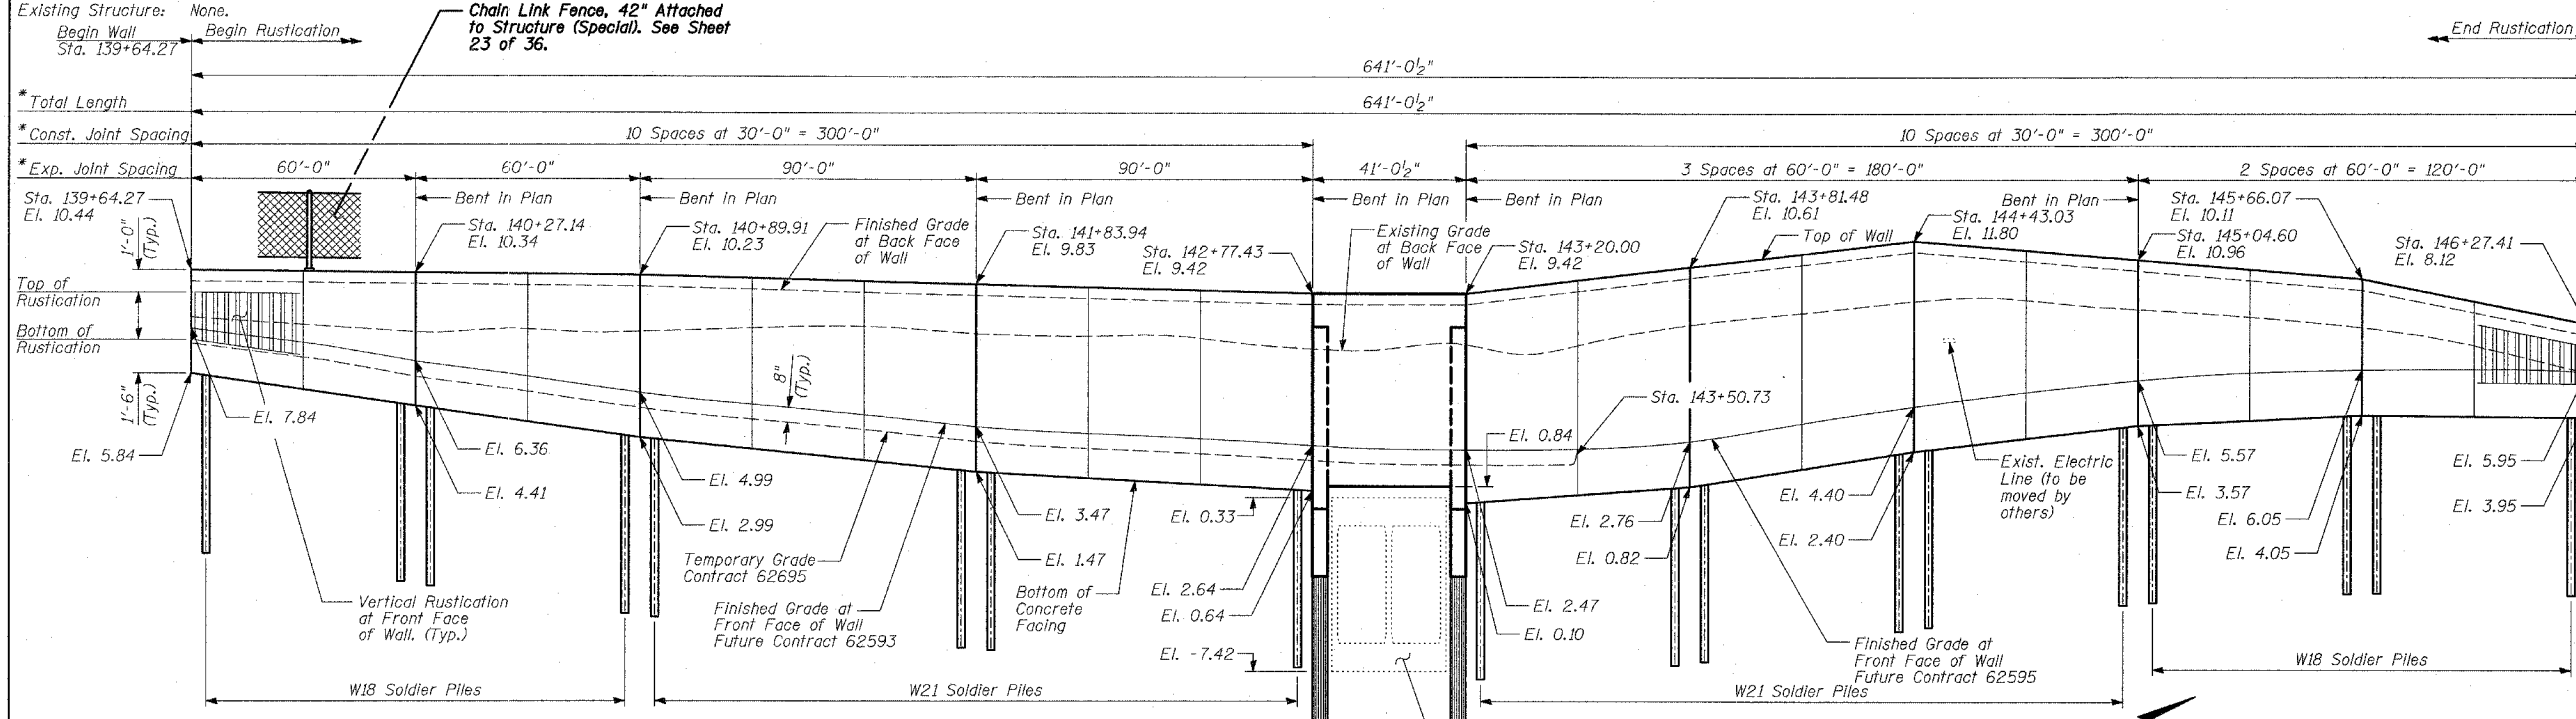 Existing Structure: None.
Begin Wall
Sta. 139+64.27
Begin Rustication
Chain Link Fence, 42" Attached
to Structure (Special). See Sheet
23 of 36.
End Rustication
641'-0½"
*Total Length
641'-0½"
*Const. Joint Spacing
10 Spaces at 30'-0" = 300'-0"
10 Spaces at 30'-0" = 300'-0"
*Exp. Joint Spacing
60'-0"
60'-0"
90'-0"
90'-0"
41'-0½"
3 Spaces at 60'-0" = 180'-0"
2 Spaces at 60'-0" = 120'-0"
Sta. 139+64.27
El. 10.44
1'-0"
(Typ.)
Bent in Plan
Sta. 140+27.14
El. 10.34
Bent in Plan
Sta. 140+89.91
El. 10.23
Finished Grade
at Back Face
of Wall
Bent in Plan
Sta. 141+83.94
El. 9.83
Sta. 142+77.43
El. 9.42
Bent in Plan
Existing Grade
at Back Face
of Wall
Bent in Plan
Sta. 143+20.00
El. 9.42
Sta. 143+81.48
El. 10.61
Top of Wall
Bent in Plan
Sta. 144+43.03
El. 11.80
Sta. 145+66.07
El. 10.11
Sta. 145+04.60
El. 10.96
Sta. 146+27.41
El. 8.12
Top of
Rustication
Bottom of
Rustication
1'-6"
(Typ.)
El. 5.84
El. 7.84
8"
(Typ.)
El. 6.36
El. 4.41
El. 4.99
El. 2.99
El. 3.47
El. 1.47
El. 0.33
El. 2.64
El. 0.64
El. -7.42
El. 0.84
Sta. 143+50.73
El. 2.47
El. 0.10
El. 2.76
El. 0.82
El. 4.40
El. 2.40
Exist. Electric
Line (to be
moved by
others)
El. 5.57
El. 3.57
El. 6.05
El. 4.05
El. 5.95
El. 3.95
Vertical Rustication
at Front Face
of Wall. (Typ.)
Temporary Grade
Contract 62695
Finished Grade at
Front Face of Wall
Future Contract 62593
Bottom of
Concrete
Facing
Finished Grade at
Front Face of Wall
Future Contract 62595
W18 Soldier Piles
W21 Soldier Piles
W21 Soldier Piles
W18 Soldier Piles